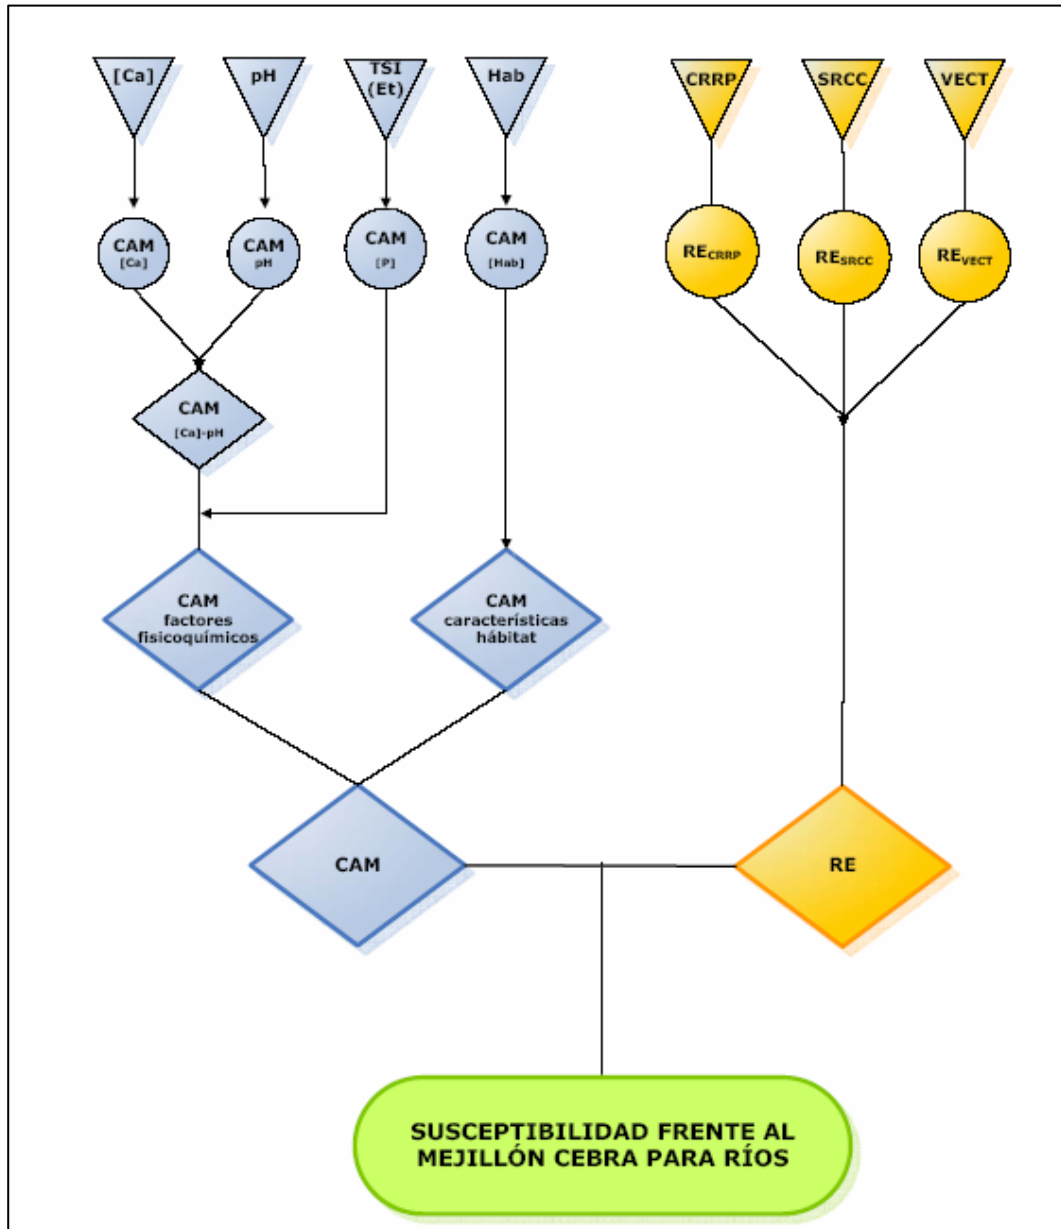 [Ca]
pH
TSI
(Et)
Hab
CRRP
SRCC
VECT
CAM
[Ca]
CAM
pH
CAM
[P]
CAM
[Hab]
RECRRP
RESRCC
REVECT
CAM
[Ca]-pH
CAM
factores
fisicoquímicos
CAM
características
hábitat
CAM
RE
SUSCEPTIBILIDAD FRENTE AL
MEJILLÓN CEBRA PARA RÍOS